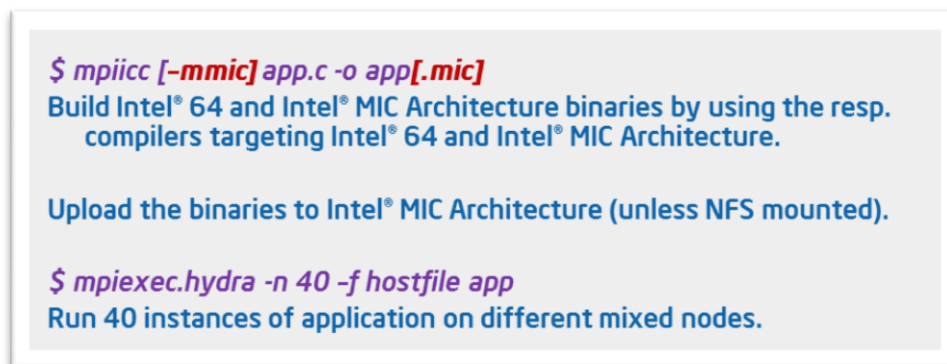 $ mpiicc [–mmic] app.c -o app[.mic]
Build Intel® 64 and Intel® MIC Architecture binaries by using the resp.
compilers targeting Intel® 64 and Intel® MIC Architecture.
Upload the binaries to Intel® MIC Architecture (unless NFS mounted).
$ mpiexec.hydra -n 40 –f hostfile app
Run 40 instances of application on different mixed nodes.